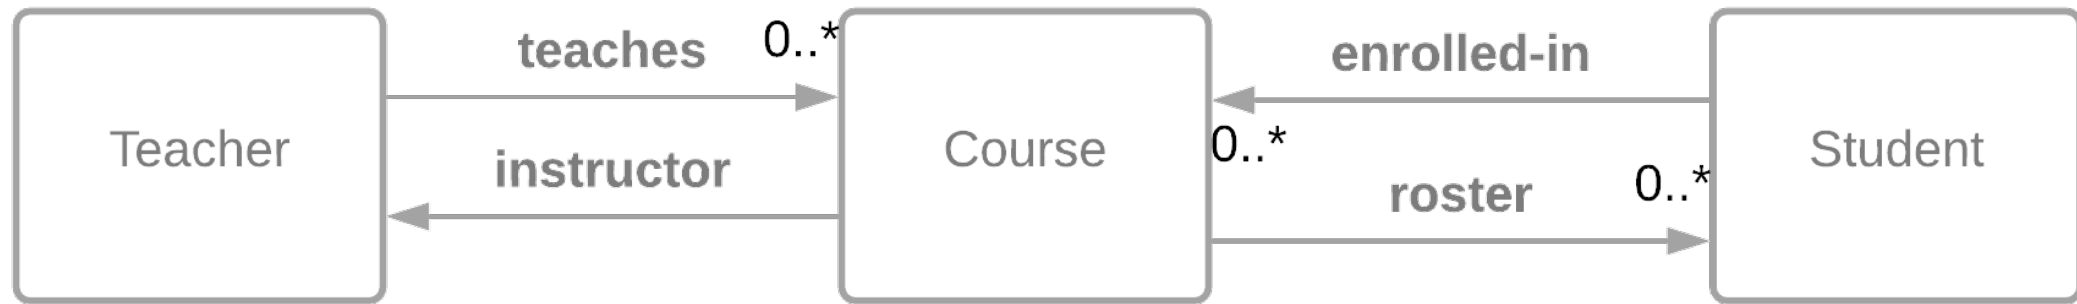 teaches
0..*
enrolled-in
Teacher
Course
Student
0..*
instructor
roster
0..*